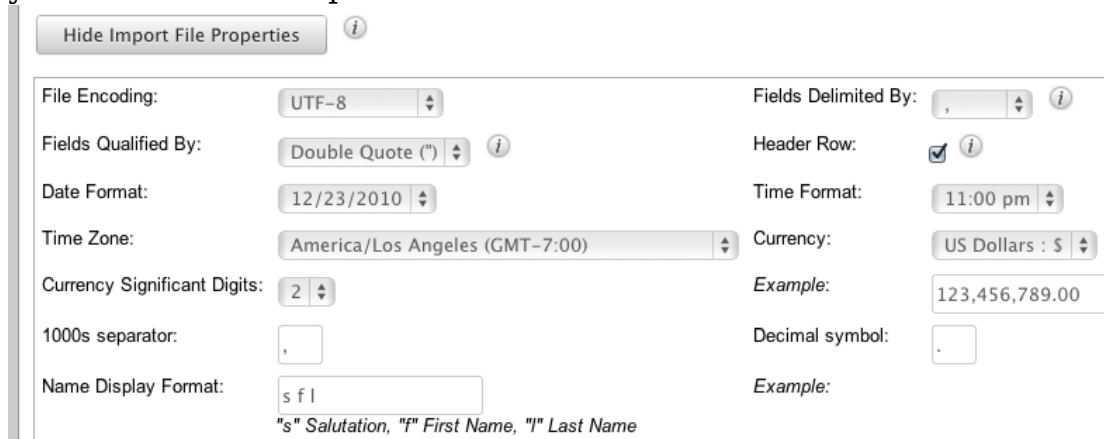 Hide Import File Properties
File Encoding: UTF-8 Fields Delimited By: ,
Fields Qualified By: Double Quote (") Header Row:
Date Format: 12/23/2010 Time Format: 11:00 pm
Time Zone: America/Los Angeles (GMT-7:00) Currency: US Dollars : $
Currency Significant Digits: 2 Example: 123,456,789.00
1000s separator: , Decimal symbol: .
Name Display Format: s f l Example:
"s" Salutation, "f" First Name, "l" Last Name